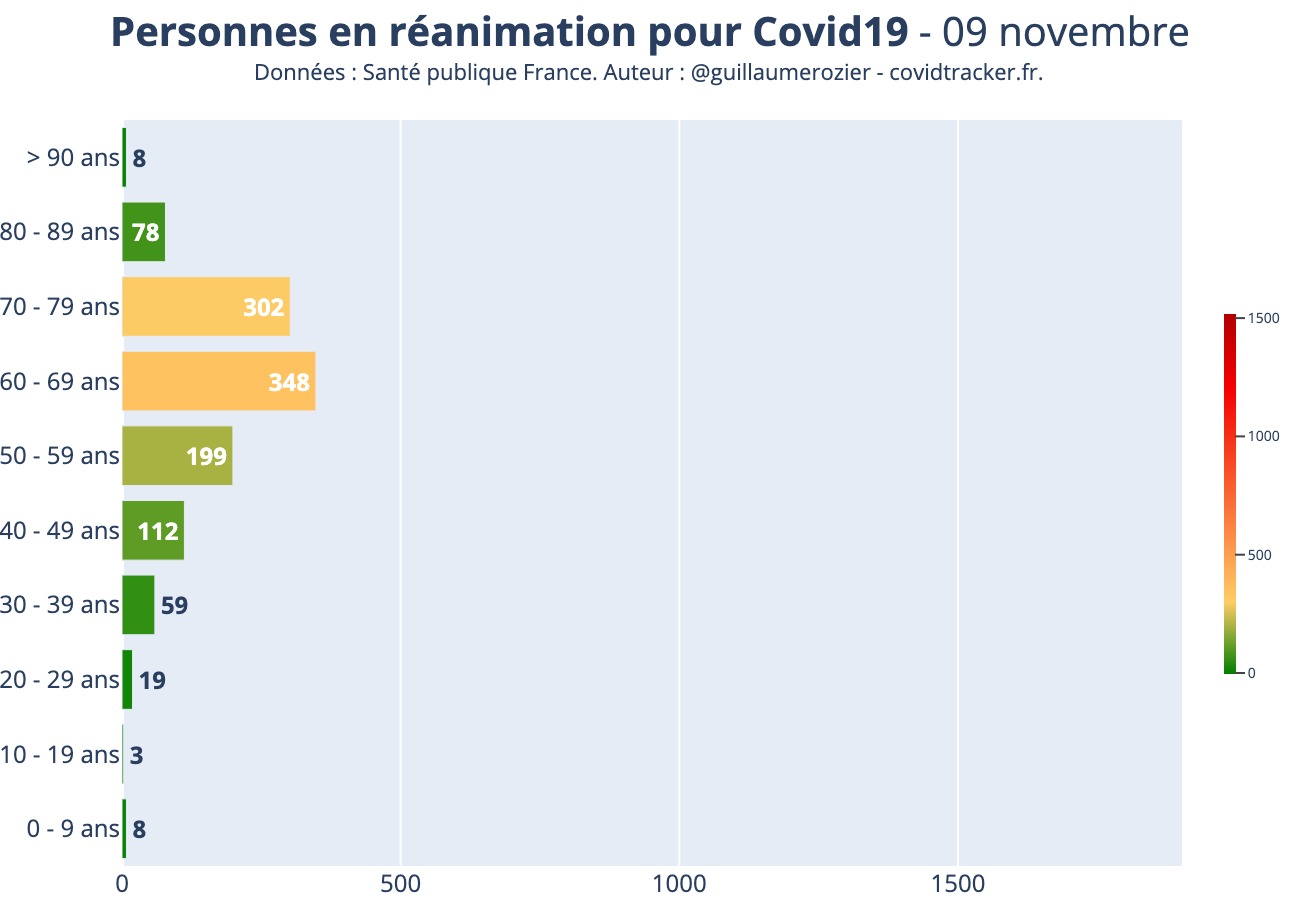 Personnes en réanimation pour Covid19 - 09 novembre
Données : Santé publique France. Auteur : @guillaumerozier - covidtracker.fr.
> 90 ans 8
80 - 89 ans 78
70 - 79 ans 302
60 - 69 ans 348
50 - 59 ans 199
40 - 49 ans 112
30 - 39 ans 59
20 - 29 ans 19
10 - 19 ans 3
0 - 9 ans 8
0 500 1000 1500
1500
1000
500
0